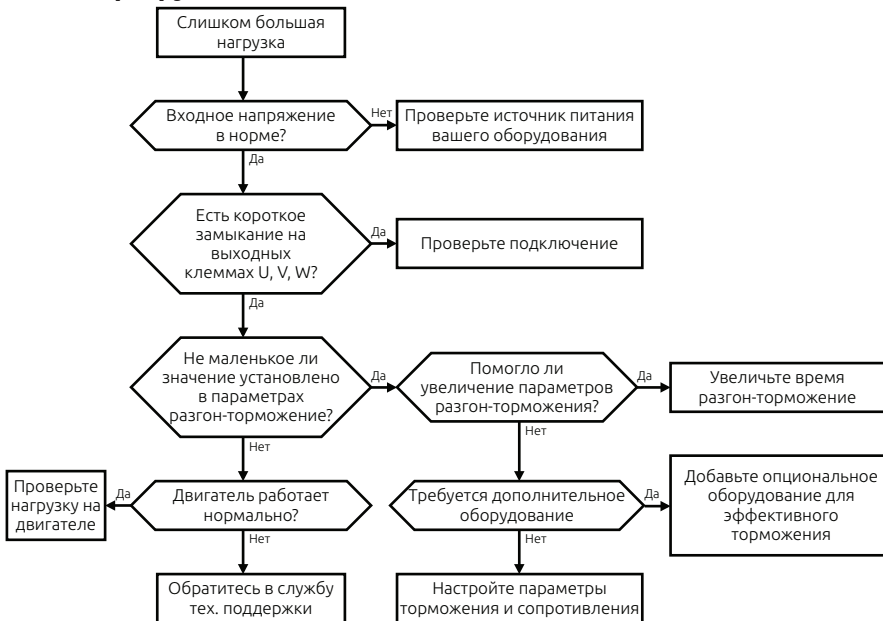 Слишком большая
нагрузка
Входное напряжение
в норме?
Нет
Проверьте источник питания
вашего оборудования
Да
Есть короткое
замыкание на
выходных
клеммах U, V, W?
Да
Проверьте подключение
Да
Не маленькое ли
значение установлено
в параметрах
разгон-торможение?
Да
Помогло ли
увеличение параметров
разгон-торможения?
Да
Увеличьте время
разгон-торможение
Нет
Нет
Проверьте
нагрузку на
двигателе
Да
Двигатель работает
нормально?
Требуется дополнительное
оборудование
Да
Добавьте опциональное
оборудование для
эффективного
торможения
Нет
Нет
Обратитесь в службу
тех. поддержки
Настройте параметры
торможения и сопротивления